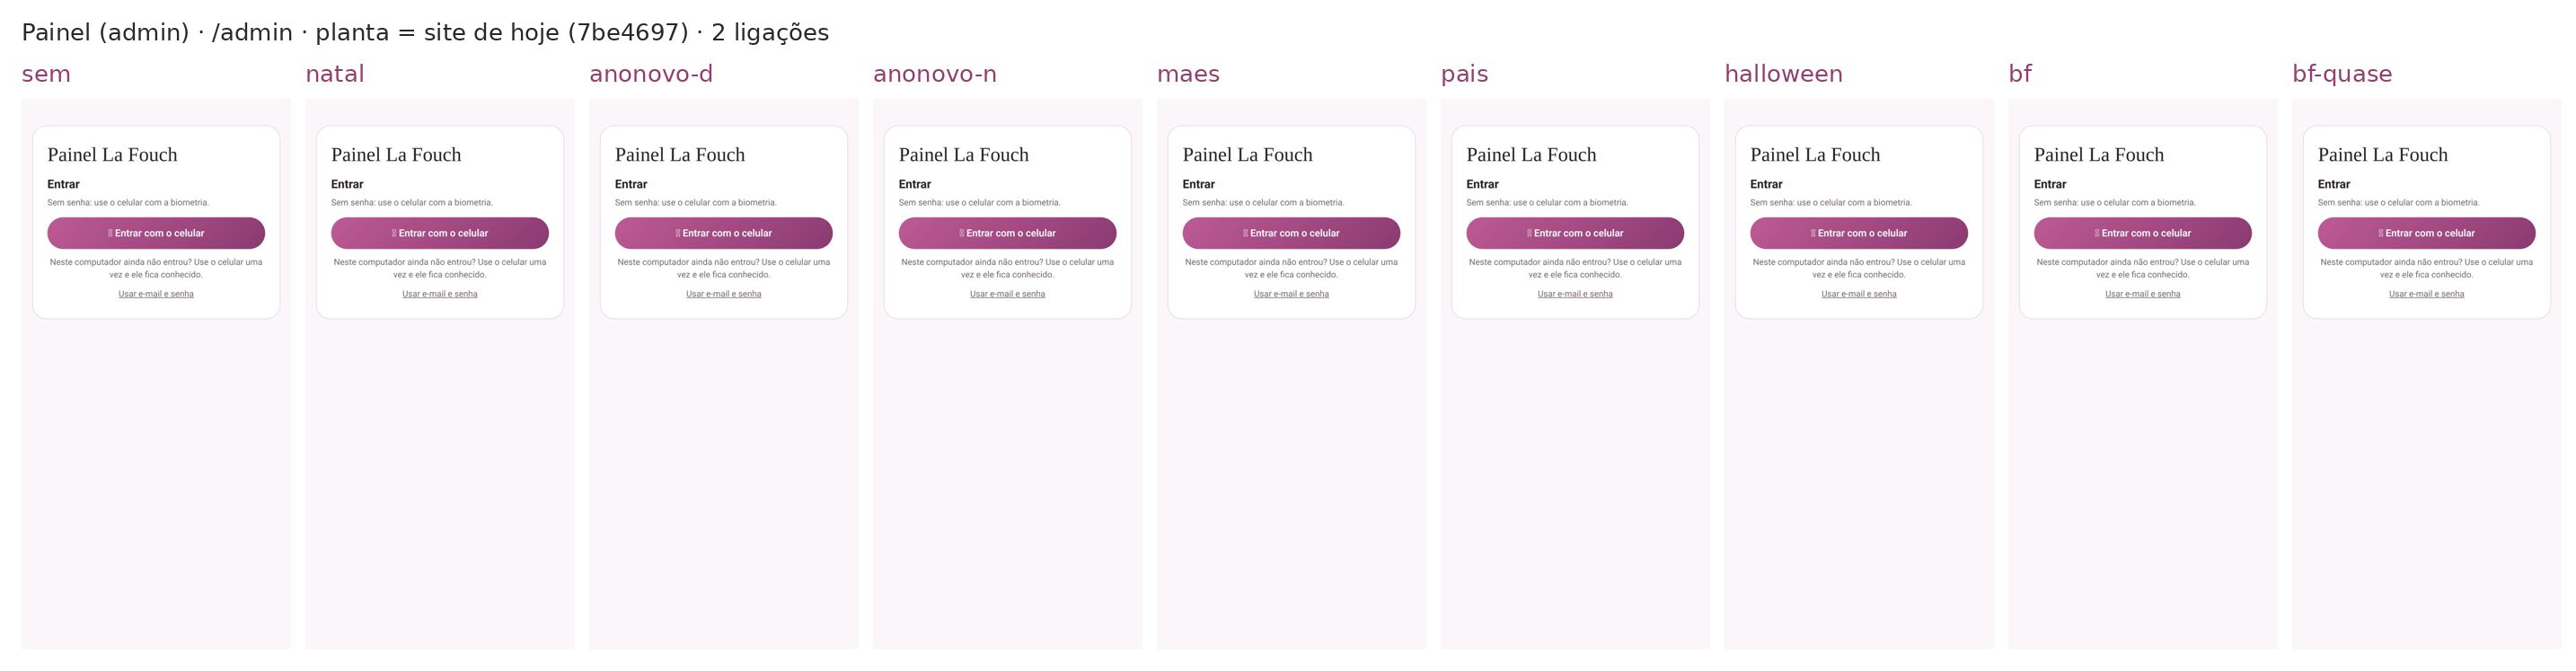 Painel (admin) · /admin · planta = site de hoje (7be4697) · 2 ligações
sem
Painel La Fouch
Entrar
Sem senha: use o celular com a biometria.
Entrar com o celular
Neste computador ainda não entrou? Use o celular uma
vez e ele fica conhecido.
Usar e-mail e senha
natal
Painel La Fouch
Entrar
Sem senha: use o celular com a biometria.
Entrar com o celular
Neste computador ainda não entrou? Use o celular uma
vez e ele fica conhecido.
Usar e-mail e senha
anonovo-d
Painel La Fouch
Entrar
Sem senha: use o celular com a biometria.
Entrar com o celular
Neste computador ainda não entrou? Use o celular uma
vez e ele fica conhecido.
Usar e-mail e senha
anonovo-n
Painel La Fouch
Entrar
Sem senha: use o celular com a biometria.
Entrar com o celular
Neste computador ainda não entrou? Use o celular uma
vez e ele fica conhecido.
Usar e-mail e senha
maes
Painel La Fouch
Entrar
Sem senha: use o celular com a biometria.
Entrar com o celular
Neste computador ainda não entrou? Use o celular uma
vez e ele fica conhecido.
Usar e-mail e senha
pais
Painel La Fouch
Entrar
Sem senha: use o celular com a biometria.
Entrar com o celular
Neste computador ainda não entrou? Use o celular uma
vez e ele fica conhecido.
Usar e-mail e senha
halloween
Painel La Fouch
Entrar
Sem senha: use o celular com a biometria.
Entrar com o celular
Neste computador ainda não entrou? Use o celular uma
vez e ele fica conhecido.
Usar e-mail e senha
bf
Painel La Fouch
Entrar
Sem senha: use o celular com a biometria.
Entrar com o celular
Neste computador ainda não entrou? Use o celular uma
vez e ele fica conhecido.
Usar e-mail e senha
bf-quase
Painel La Fouch
Entrar
Sem senha: use o celular com a biometria.
Entrar com o celular
Neste computador ainda não entrou? Use o celular uma
vez e ele fica conhecido.
Usar e-mail e senha